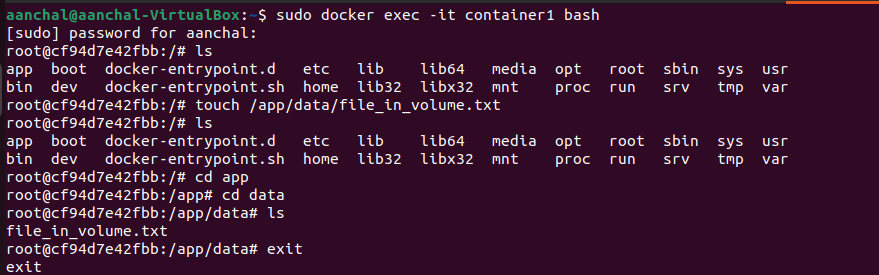 aanchal@aanchal-VirtualBox:~$ sudo docker exec -it container1 bash
[sudo] password for aanchal:
root@cf94d7e42fbb:/# ls
app  boot  docker-entrypoint.d   etc   lib    lib64   media  opt   root  sbin  sys  usr
bin  dev   docker-entrypoint.sh  home  lib32  libx32  mnt    proc  run   srv   tmp  var
root@cf94d7e42fbb:/# touch /app/data/file_in_volume.txt
root@cf94d7e42fbb:/# ls
app  boot  docker-entrypoint.d   etc   lib    lib64   media  opt   root  sbin  sys  usr
bin  dev   docker-entrypoint.sh  home  lib32  libx32  mnt    proc  run   srv   tmp  var
root@cf94d7e42fbb:/# cd app
root@cf94d7e42fbb:/app# cd data
root@cf94d7e42fbb:/app/data# ls
file_in_volume.txt
root@cf94d7e42fbb:/app/data# exit
exit